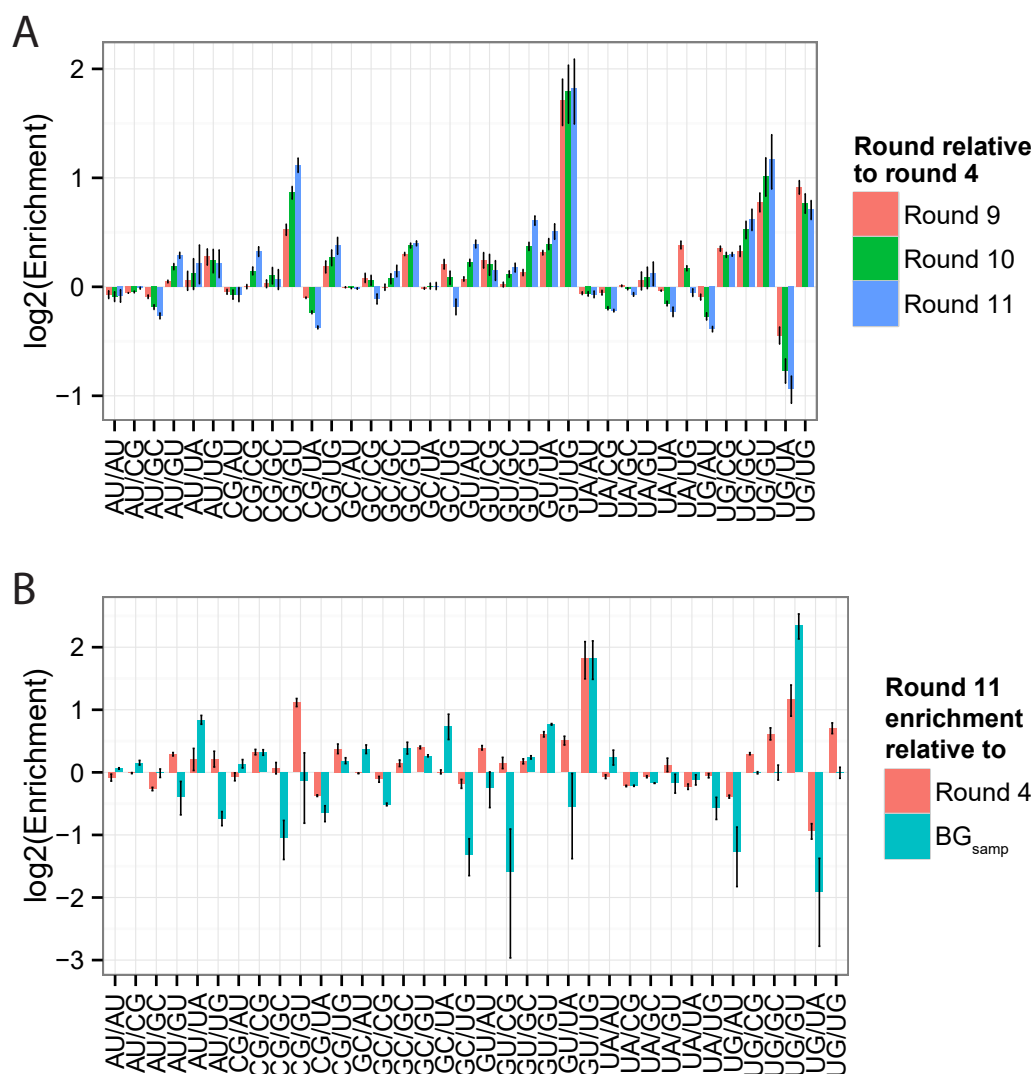 A
log2(Enrichment)
2
1
0
−1
AU/AU
AU/CG
AU/GC
AU/GU
AU/UA
AU/UG
CG/AU
CG/CG
CG/GC
CG/GU
CG/UA
CG/UG
GC/AU
GC/CG
GC/GC
GC/GU
GC/UA
GC/UG
GU/AU
GU/CG
GU/GC
GU/GU
GU/UA
GU/UG
UA/AU
UA/CG
UA/GC
UA/GU
UA/UA
UA/UG
UG/AU
UG/CG
UG/GC
UG/GU
UG/UA
UG/UG
Round relative
to round 4
Round 9
Round 10
Round 11
B
log2(Enrichment)
2
1
0
−1
−2
−3
AU/AU
AU/CG
AU/GC
AU/GU
AU/UA
AU/UG
CG/AU
CG/CG
CG/GC
CG/GU
CG/UA
CG/UG
GC/AU
GC/CG
GC/GC
GC/GU
GC/UA
GC/UG
GU/AU
GU/CG
GU/GC
GU/GU
GU/UA
GU/UG
UA/AU
UA/CG
UA/GC
UA/GU
UA/UA
UA/UG
UG/AU
UG/CG
UG/GC
UG/GU
UG/UA
UG/UG
Round 11
enrichment
relative to
Round 4
BGsamp